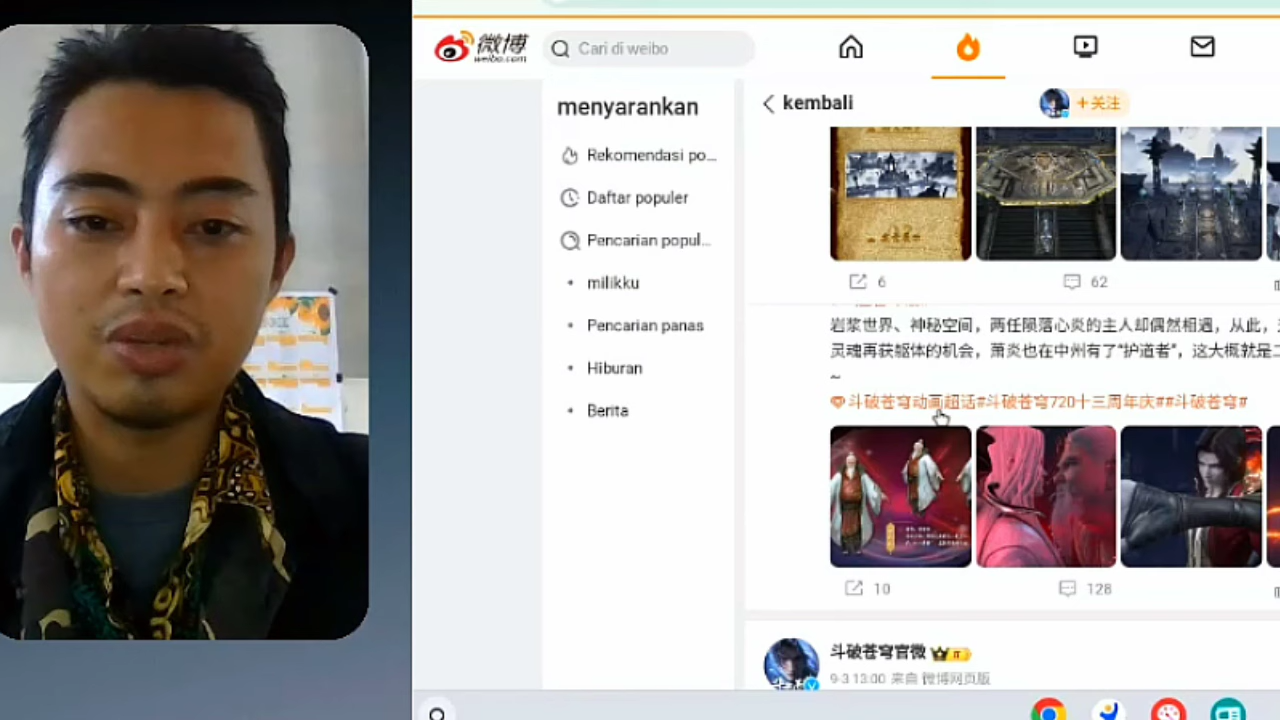 微博
weibo.com
Cari di weibo
menyarankan
Rekomendasi po...
Daftar populer
Pencarian popul...
milikku
Pencarian panas
Hiburan
Berita
kembali
+关注
6
62
岩浆世界、神秘空间，两任陨落心炎的主人却偶然相遇，从此，
灵魂再获躯体的机会，萧炎也在中州有了“护道者”，这大概就是
~
斗破苍穹动画超话#斗破苍穹720十三周年庆##斗破苍穹#
10
128
斗破苍穹官微
9-3 13:00 来自 微博网页版